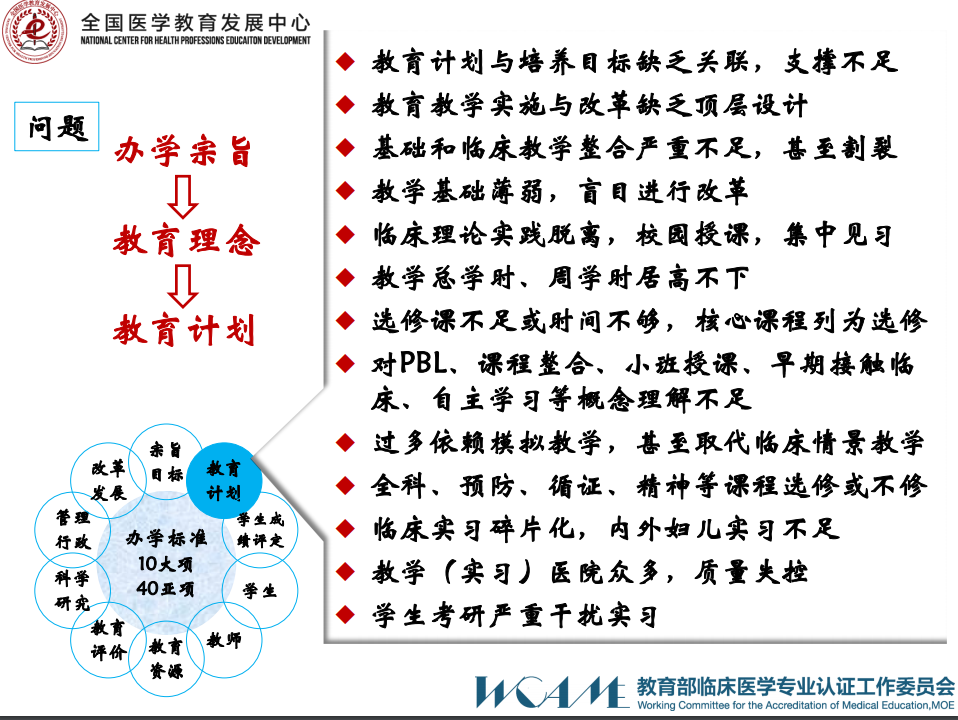 全国医学教育发展中心
NATIONAL CENTER FOR HEALTH PROFESSIONS EDUCAITON DEVELOPMENT
问题
办学宗旨
教育理念
教育计划
教育计划与培养目标缺乏关联，支撑不足
教育教学实施与改革缺乏顶层设计
基础和临床教学整合严重不足，甚至割裂
教学基础薄弱，盲目进行改革
临床理论实践脱离，校园授课，集中见习
教学总学时、周学时居高不下
选修课不足或时间不够，核心课程列为选修
对PBL、课程整合、小班授课、早期接触临
床、自主学习等概念理解不足
过多依赖模拟教学，甚至取代临床情景教学
全科、预防、循证、精神等课程选修或不修
临床实习碎片化，内外妇儿实习不足
教学（实习）医院众多，质量失控
学生考研严重干扰实习
宗旨
目标
教育
计划
学生成
绩评定
学生
教师
教育
资源
教育
评价
科学
研究
管理
行政
改革
发展
办学标准
10大项
40亚项
WCAME
教育部临床医学专业认证工作委员会
Working Committee for the Accreditation of Medical Education,MOE